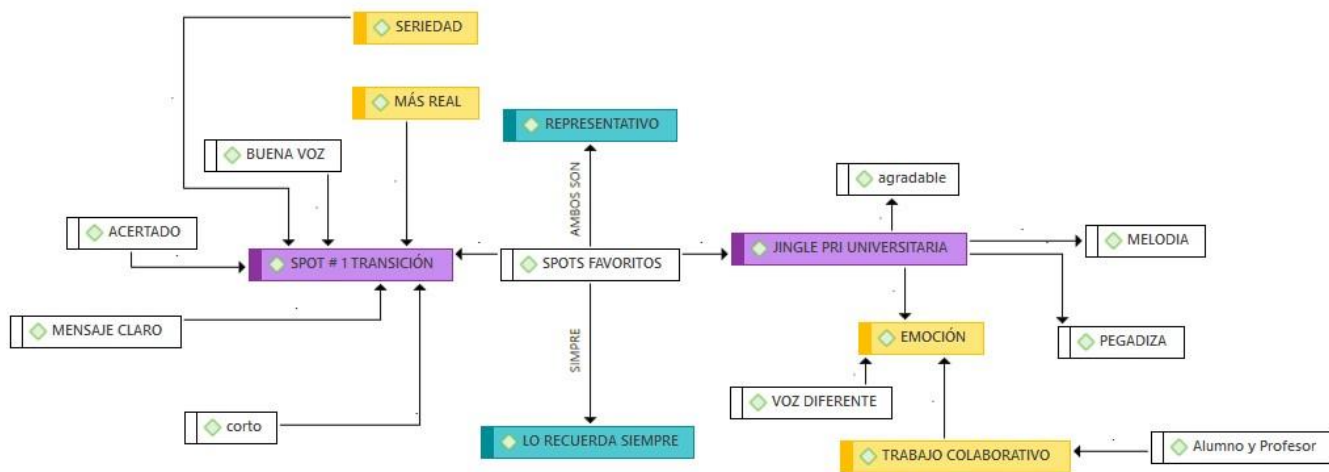 SERIEDAD
MÁS REAL
REPRESENTATIVO
BUENA VOZ
AMBOS SON
agradable
ACERTADO
MELODIA
SPOT # 1 TRANSICIÓN
SPOTS FAVORITOS
JINGLE PRI UNIVERSITARIA
MENSAJE CLARO
SIMPRE
EMOCIÓN
PEGADIZA
VOZ DIFERENTE
corto
LO RECUERDA SIEMPRE
TRABAJO COLABORATIVO
Alumno y Profesor